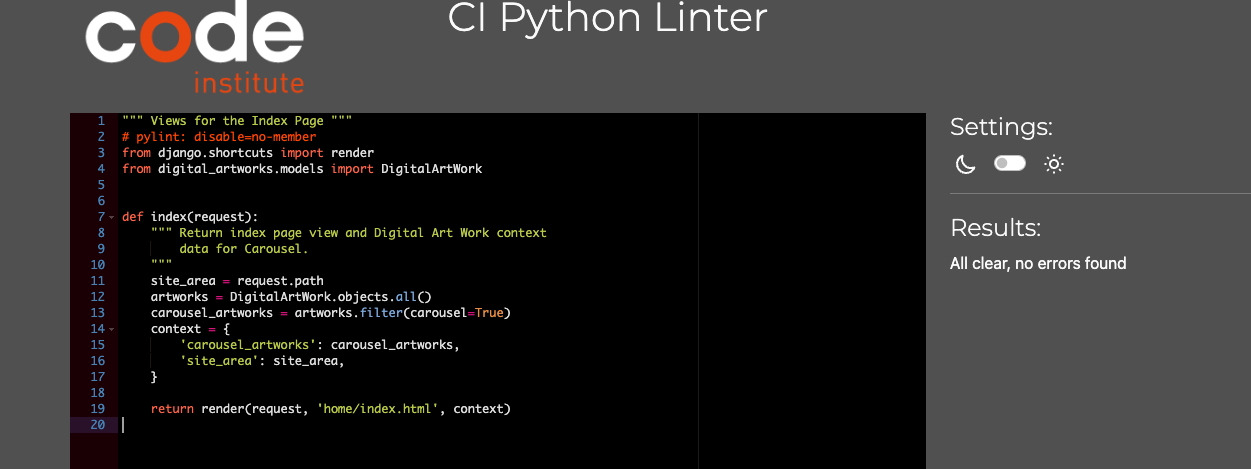 code
institute
CI Python Linter
1 """ Views for the Index Page """
2 # pylint: disable=no-member
3 from django.shortcuts import render
4 from digital_artworks.models import DigitalArtWork
5
6
7 def index(request):
8     """ Return index page view and Digital Art Work context
9         data for Carousel.
10     """
11     site_area = request.path
12     artworks = DigitalArtWork.objects.all()
13     carousel_artworks = artworks.filter(carousel=True)
14     context = {
15         'carousel_artworks': carousel_artworks,
16         'site_area': site_area,
17     }
18
19     return render(request, 'home/index.html', context)
20
Settings:
Results:
All clear, no errors found